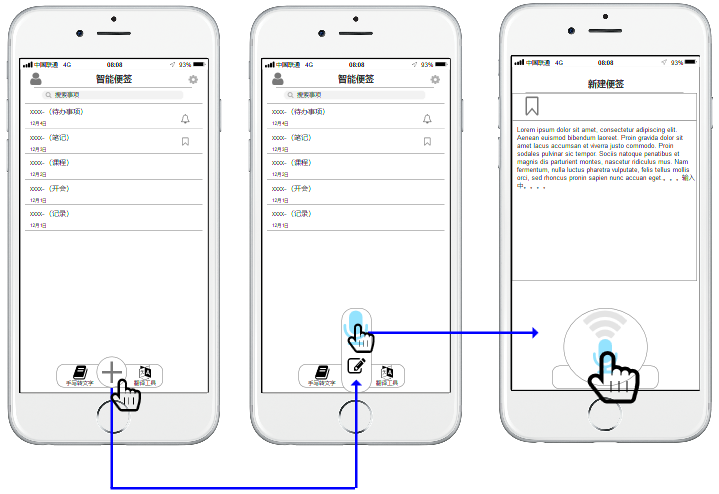 中国联通 4G 08:08 93%
智能便签
搜索事项
xxxx-（待办事项）
12月4日
xxxx-（笔记）
12月3日
xxxx-（课程）
12月2日
xxxx-（开会）
12月1日
xxxx-（记录）
12月1日
手写转文字
翻译工具
中国联通 4G 08:08 93%
智能便签
搜索事项
xxxx-（待办事项）
12月4日
xxxx-（笔记）
12月3日
xxxx-（课程）
12月2日
xxxx-（开会）
12月1日
xxxx-（记录）
12月1日
手写转文字
翻译工具
中国联通 4G 08:08 93%
新建便签
Lorem ipsum dolor sit amet, consectetur adipiscing elit.
Aenean euismod bibendum laoreet. Proin gravida dolor sit
amet lacus accumsan et viverra justo commodo. Proin
sodales pulvinar sic tempor. Sociis natoque penatibus et
magnis dis parturient montes, nascetur ridiculus mus. Nam
fermentum, nulla luctus pharetra vulputate, felis tellus mollis
orci, sed rhoncus pronin sapien nunc accuan eget 。。。输入
中。。。。